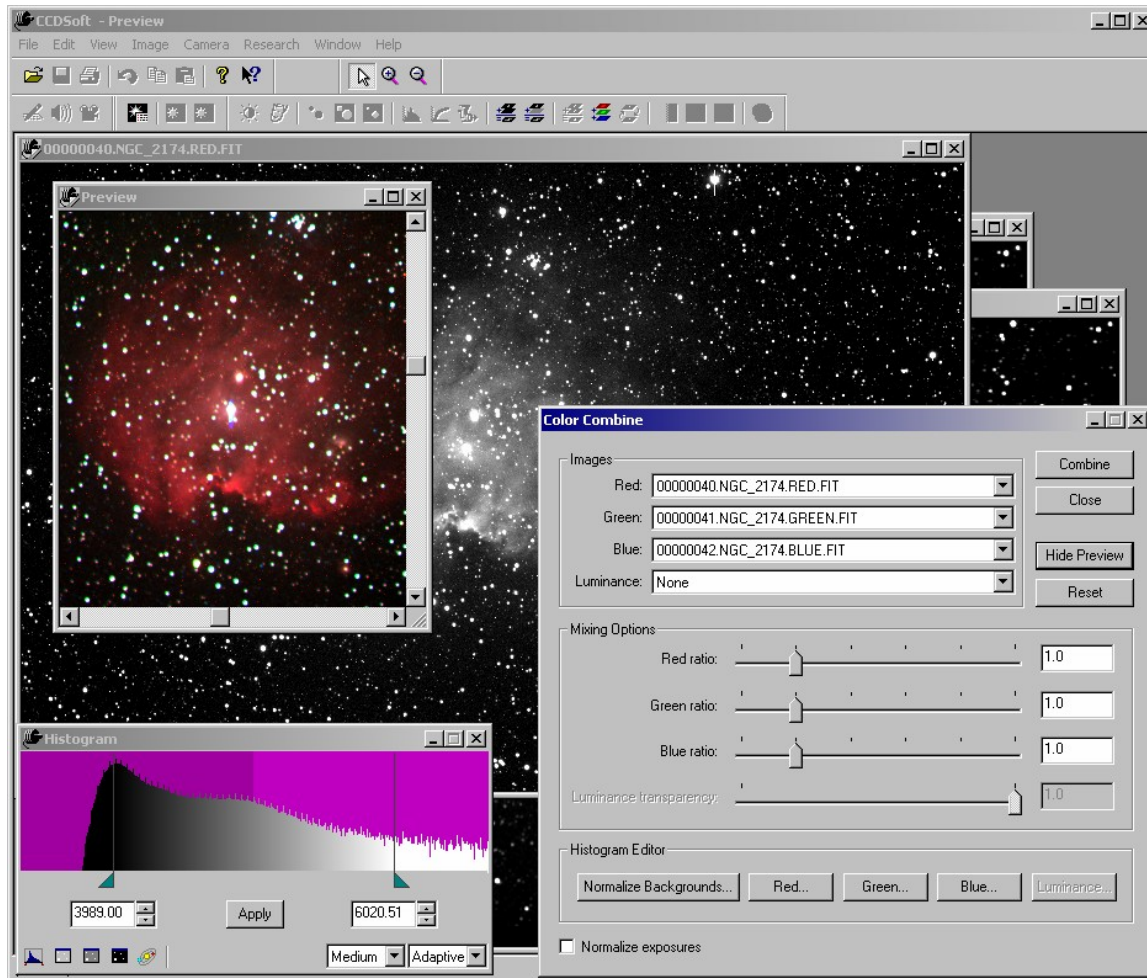 CCDSoft - Preview
File Edit View Image Camera Research Window Help
00000040.NGC_2174.RED.FIT
Preview
Color Combine
Images
Red: 00000040.NGC_2174.RED.FIT
Green: 00000041.NGC_2174.GREEN.FIT
Blue: 00000042.NGC_2174.BLUE.FIT
Luminance: None
Combine
Close
Hide Preview
Reset
Mixing Options
Red ratio: 1.0
Green ratio: 1.0
Blue ratio: 1.0
Luminance transparency: 1.0
Histogram Editor
Normalize Backgrounds... Red... Green... Blue... Luminance...
Normalize exposures
Histogram
3989.00 Apply 6020.51
Medium Adaptive